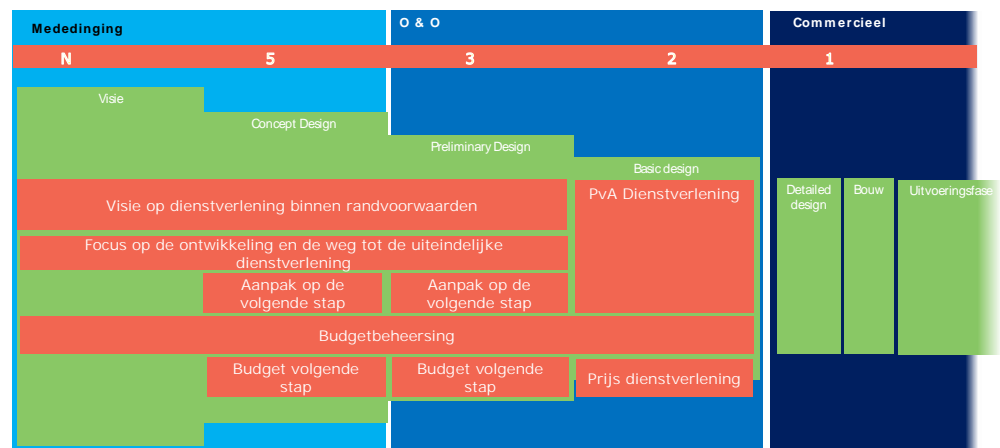 Mededinging
O & O
Commercieel
N 5 3 2 1
Visie
Concept Design
Preliminary Design
Basic design
Visie op dienstverlening binnen randvoorwaarden
PvA Dienstverlening
Detailed
design
Bouw
Uitvoeringsfase
Focus op de ontwikkeling en de weg tot de uiteindelijke
dienstverlening
Aanpak op de
volgende stap
Aanpak op de
volgende stap
Budgetbeheersing
Budget volgende
stap
Budget volgende
stap
Prijs dienstverlening